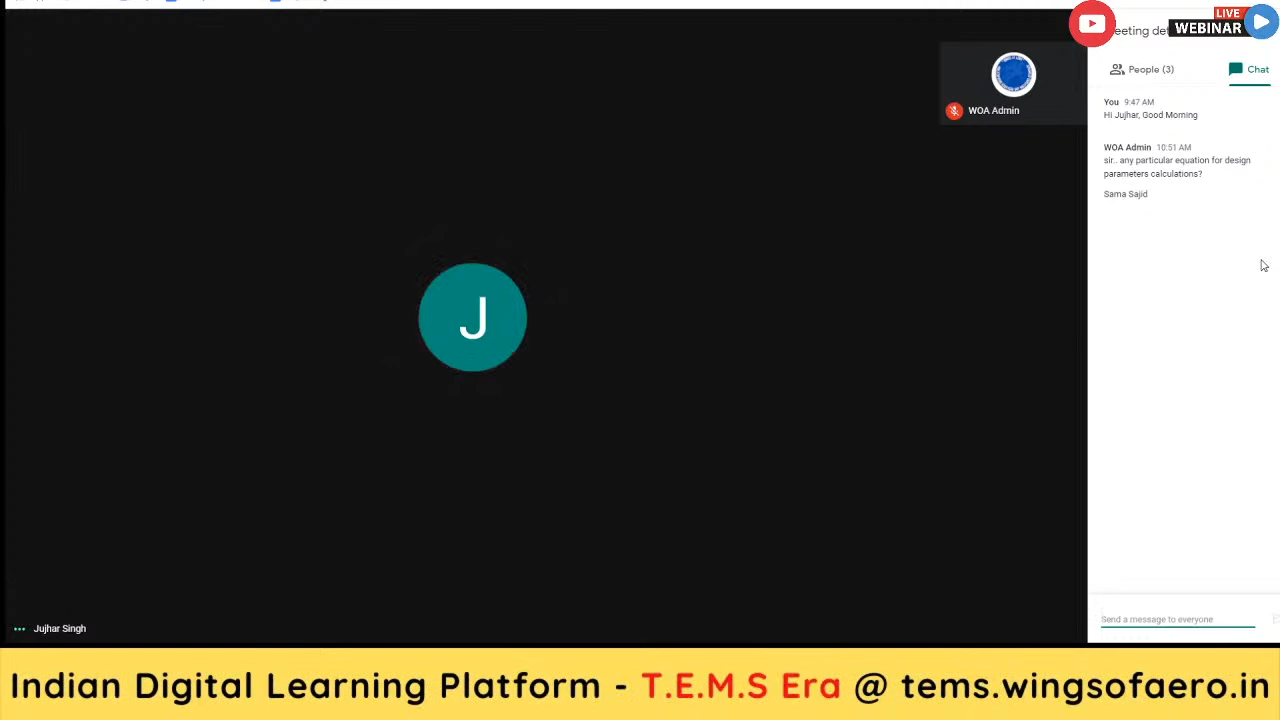 LIVE
WEBINAR
eeting det
People (3)
Chat
WOA Admin
You 9:47 AM
Hi Jujhar, Good Morning
WOA Admin 10:51 AM
sir.. any particular equation for design
parameters calculations?
Sama Sajid
J
Jujhar Singh
Send a message to everyone
Indian Digital Learning Platform - T.E.M.S Era @ tems.wingsofaero.in